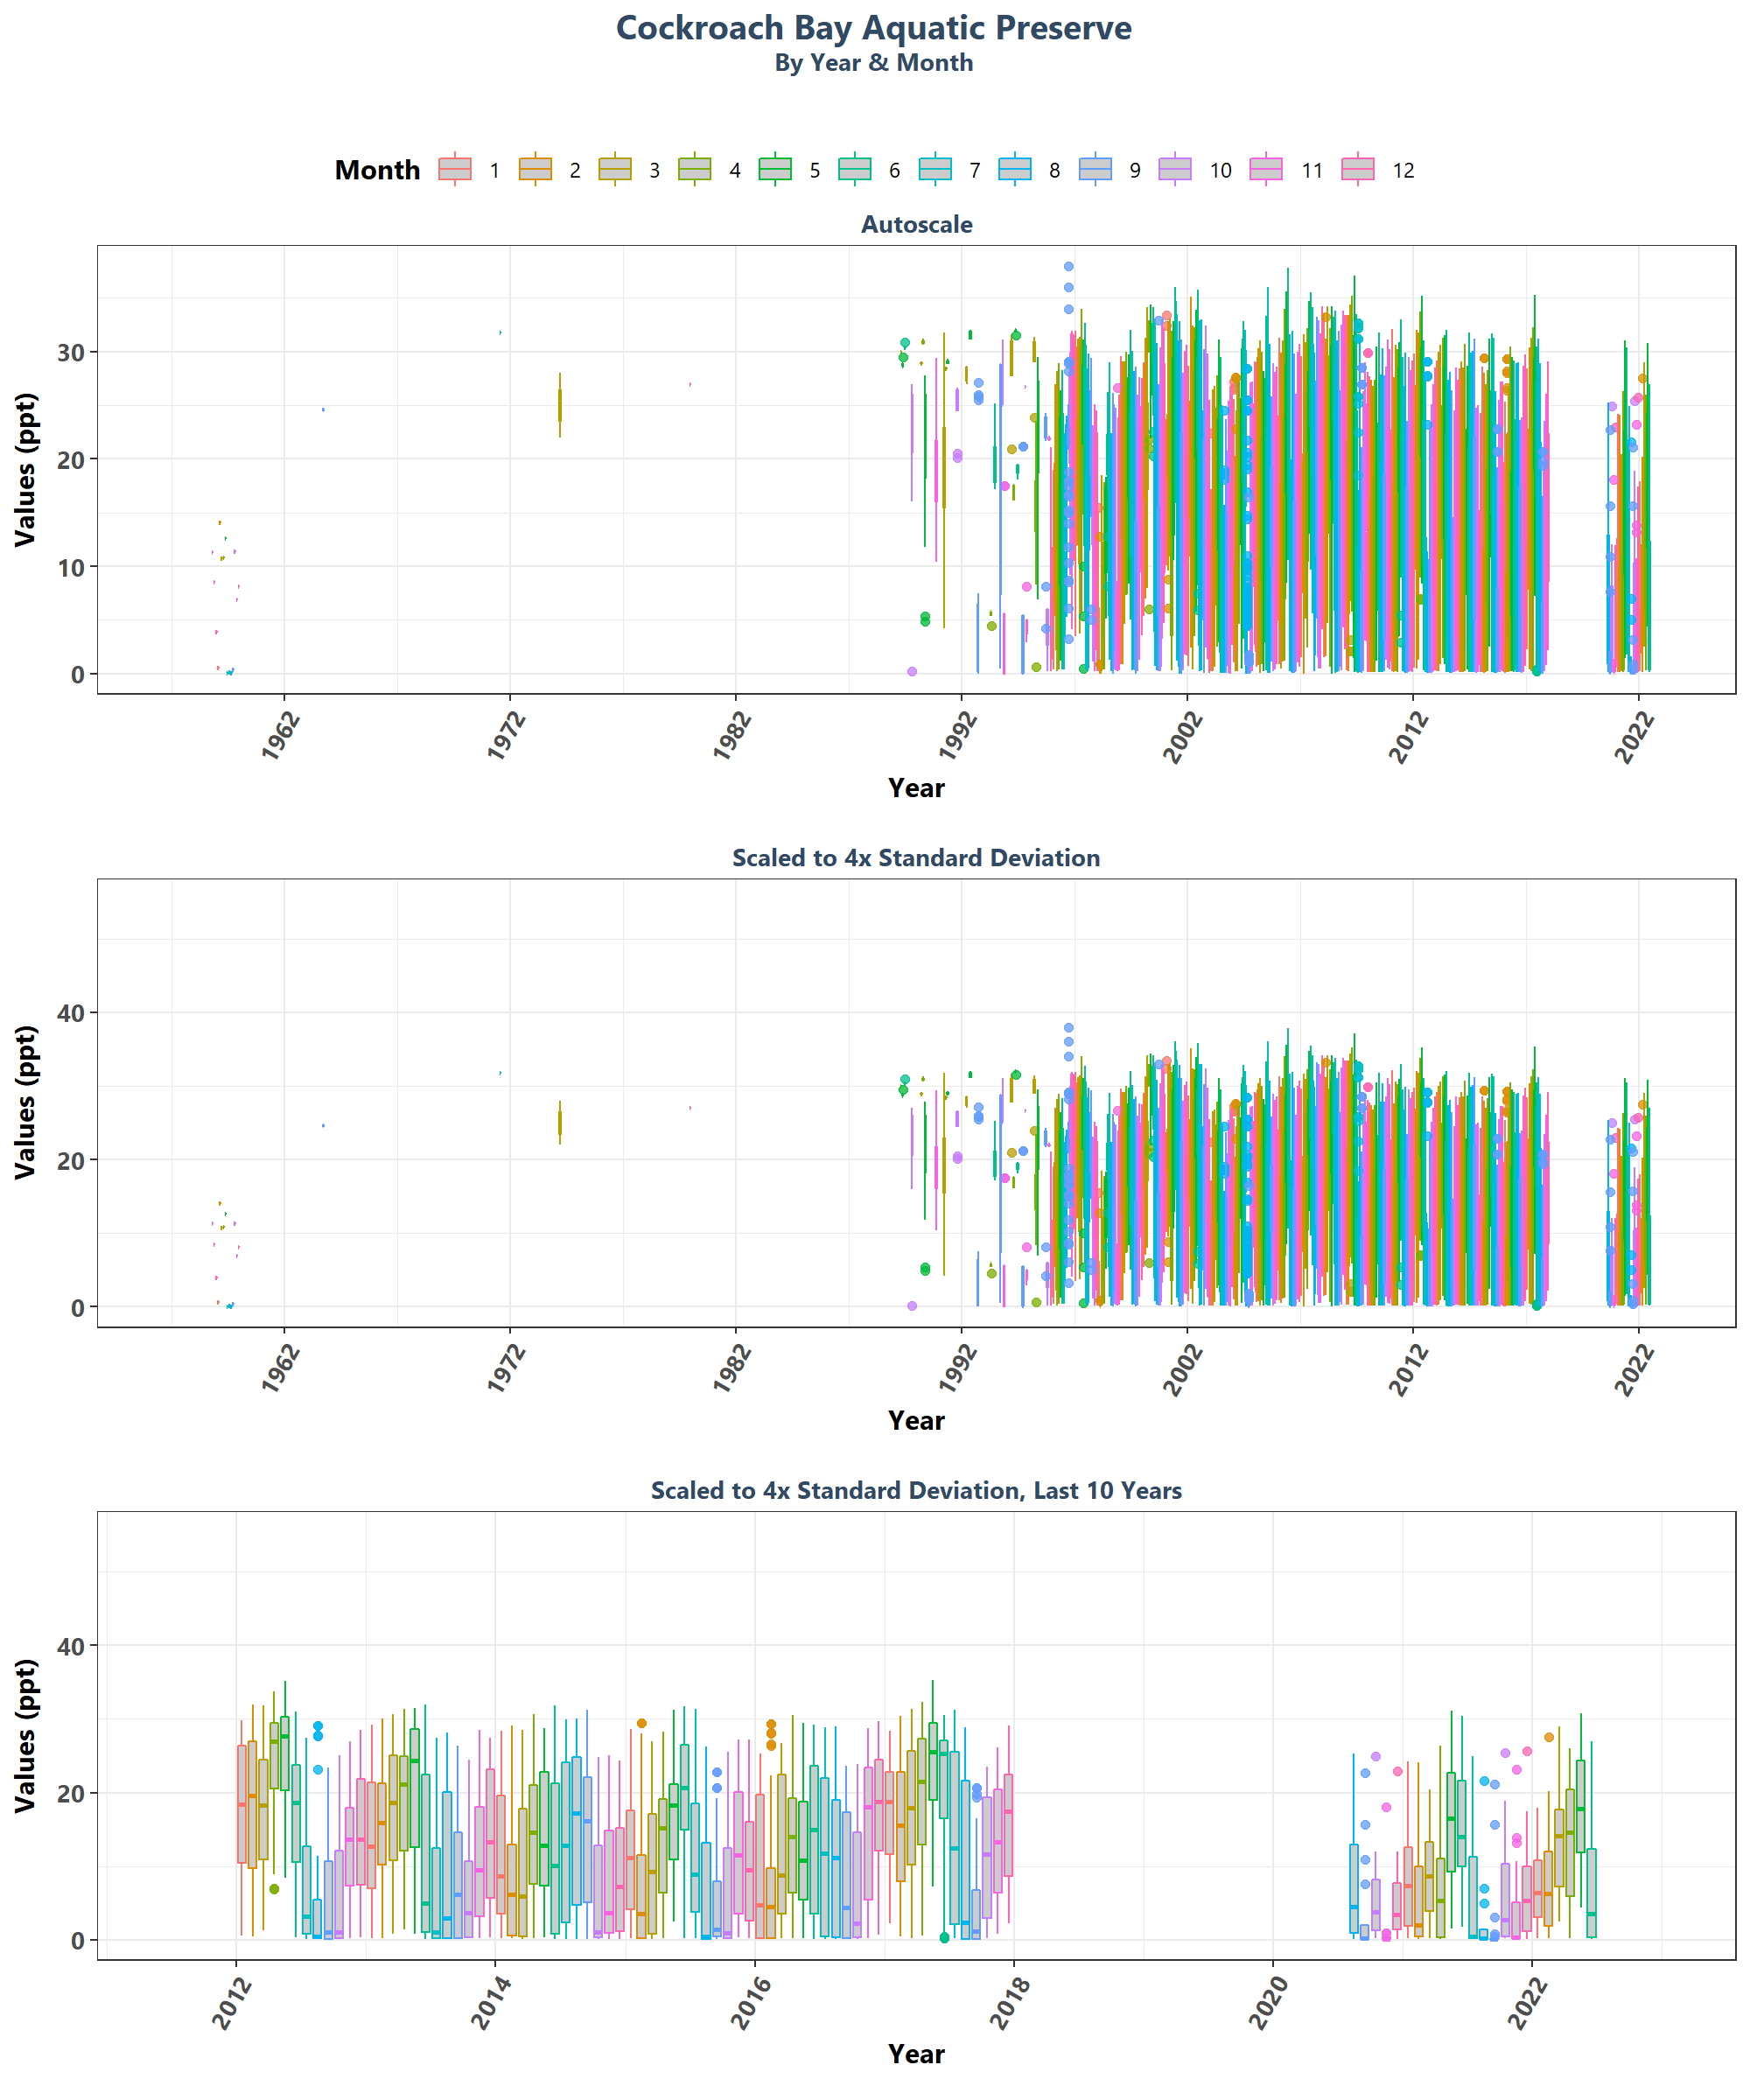 Cockroach Bay Aquatic Preserve
By Year & Month
Month 1 2 3 4 5 6 7 8 9 10 11 12
Autoscale
Values (ppt)
30
20
10
0
1962 1972 1982 1992 2002 2012 2022
Year
Scaled to 4x Standard Deviation
Values (ppt)
40
20
0
1962 1972 1982 1992 2002 2012 2022
Year
Scaled to 4x Standard Deviation, Last 10 Years
Values (ppt)
40
20
0
2012 2014 2016 2018 2020 2022
Year